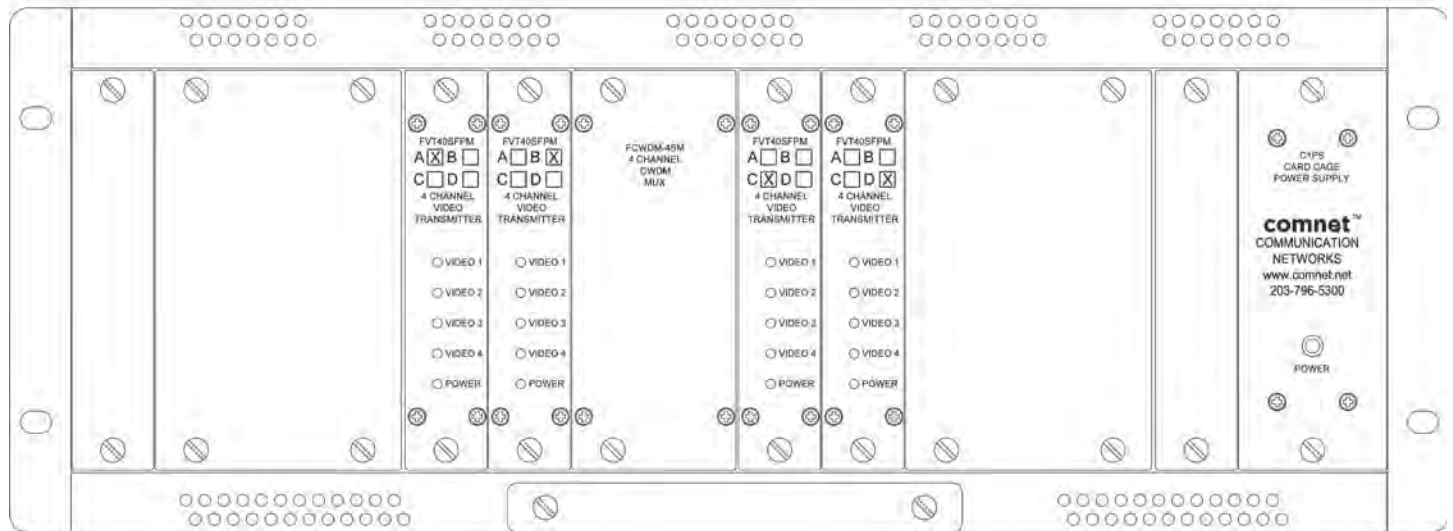 FVT40SFPM
A X B
C D
4 CHANNEL
VIDEO
TRANSMITTER
VIDEO 1
VIDEO 2
VIDEO 3
VIDEO 4
POWER
FVT40SFPM
A B X
C D
4 CHANNEL
VIDEO
TRANSMITTER
VIDEO 1
VIDEO 2
VIDEO 3
VIDEO 4
POWER
FCWDM-4SM
4 CHANNEL
CWDM
MUX
FVT40SFPM
A B
C X D
4 CHANNEL
VIDEO
TRANSMITTER
VIDEO 1
VIDEO 2
VIDEO 3
VIDEO 4
POWER
FVT40SFPM
A B
C D X
4 CHANNEL
VIDEO
TRANSMITTER
VIDEO 1
VIDEO 2
VIDEO 3
VIDEO 4
POWER
C1PS
CARD CAGE
POWER SUPPLY
comnet™
COMMUNICATION
NETWORKS
www.comnet.net
203-796-5300
POWER